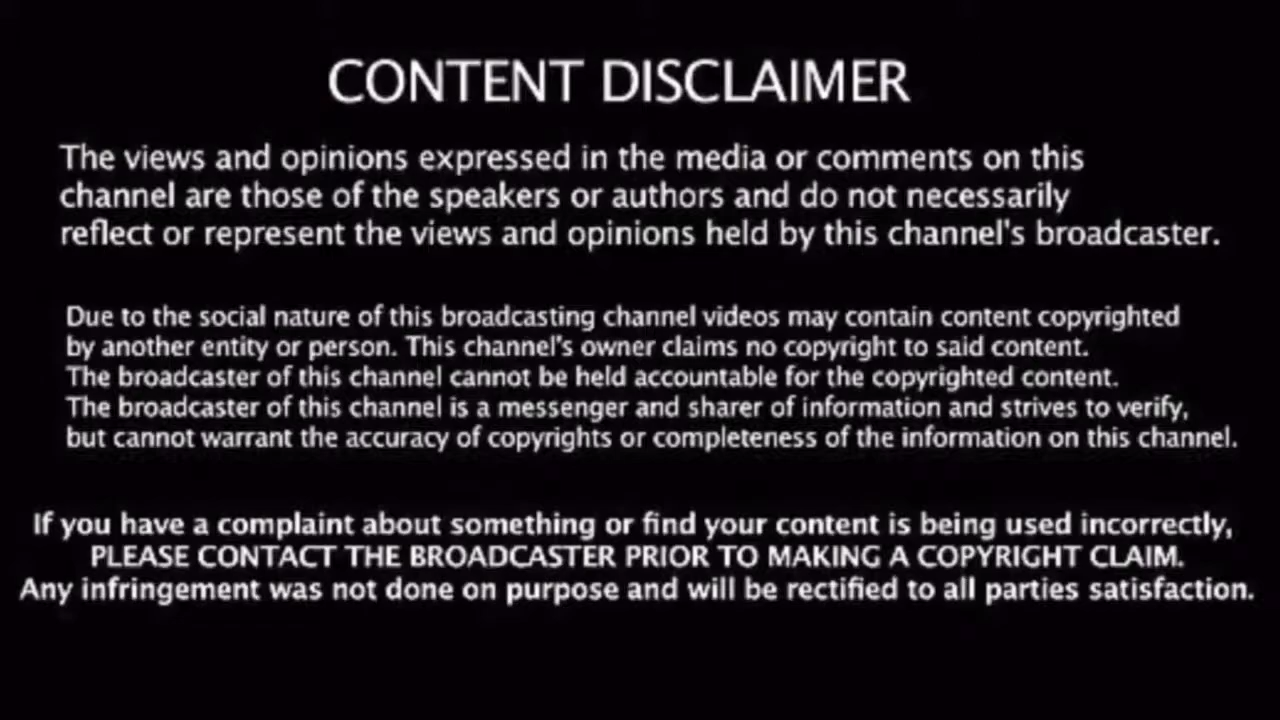 CONTENT DISCLAIMER
The views and opinions expressed in the media or comments on this
channel are those of the speakers or authors and do not necessarily
reflect or represent the views and opinions held by this channel's broadcaster.
Due to the social nature of this broadcasting channel videos may contain content copyrighted
by another entity or person. This channel's owner claims no copyright to said content.
The broadcaster of this channel cannot be held accountable for the copyrighted content.
The broadcaster of this channel is a messenger and sharer of information and strives to verify,
but cannot warrant the accuracy of copyrights or completeness of the information on this channel.
If you have a complaint about something or find your content is being used incorrectly,
PLEASE CONTACT THE BROADCASTER PRIOR TO MAKING A COPYRIGHT CLAIM.
Any infringement was not done on purpose and will be rectified to all parties satisfaction.